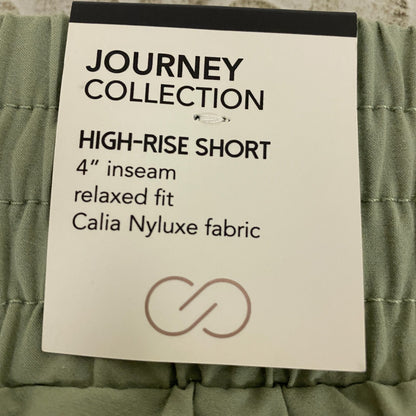 JOURNEY
COLLECTION
HIGH-RISE SHORT
4” inseam
relaxed fit
Calia Nyluxe fabric